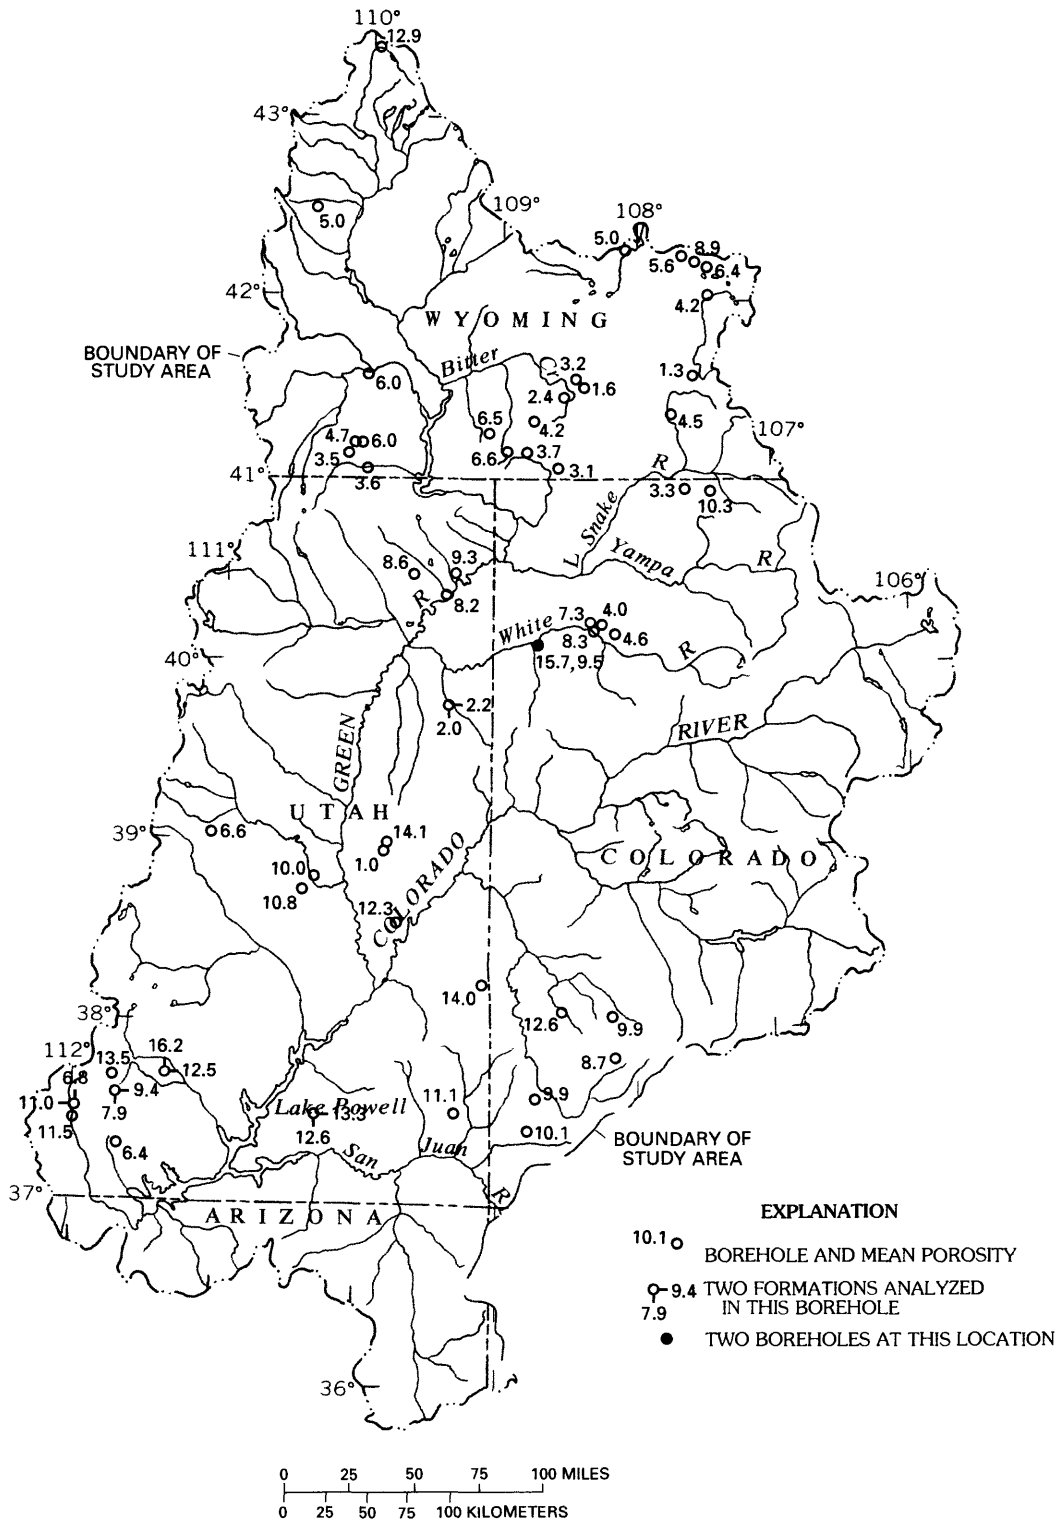 110°
12.9
43°
5.0
109°
108°
5.0
8.9
5.6
6.4
42°
4.2
WYOMING
BOUNDARY OF
STUDY AREA
Bitter
C
3.2
1.3
6.0
1.6
2.4
4.5
6.5
4.2
107°
4.7
6.0
3.5
6.6
3.7
R
41°
3.6
3.1
3.3
10.3
L. Snake
111°
8.6
9.3
Yampa
R
106°
R
8.2
7.3
4.0
White
8.3
4.6
R
40°
15.7, 9.5
2.2
2.0
GREEN
RIVER
UTAH
39°
6.6
14.1
1.0
COLORADO
COLORADO
10.0
10.8
12.3
14.0
38°
12.6
9.9
112°
16.2
13.5
12.5
8.7
6.8
9.4
11.0
7.9
Lake Powell
13.3
11.1
9.9
11.5
12.6
10.1
6.4
San
Juan
BOUNDARY OF
STUDY AREA
37°
R
ARIZONA
EXPLANATION
10.1
BOREHOLE AND MEAN POROSITY
9.4
TWO FORMATIONS ANALYZED
IN THIS BOREHOLE
7.9
TWO BOREHOLES AT THIS LOCATION
36°
0 25 50 75 100 MILES
0 25 50 75 100 KILOMETERS